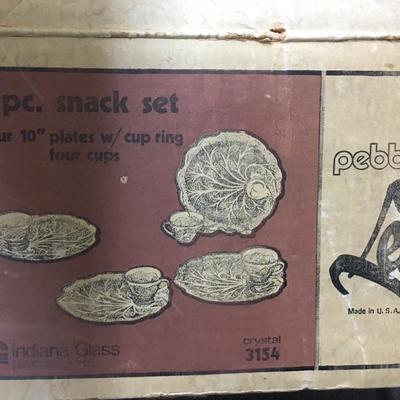 pc. snack set
ur 10" plates w/cup ring
four cups
pebb
Made in U.S.A.
Indiana Glass
crystal
3154